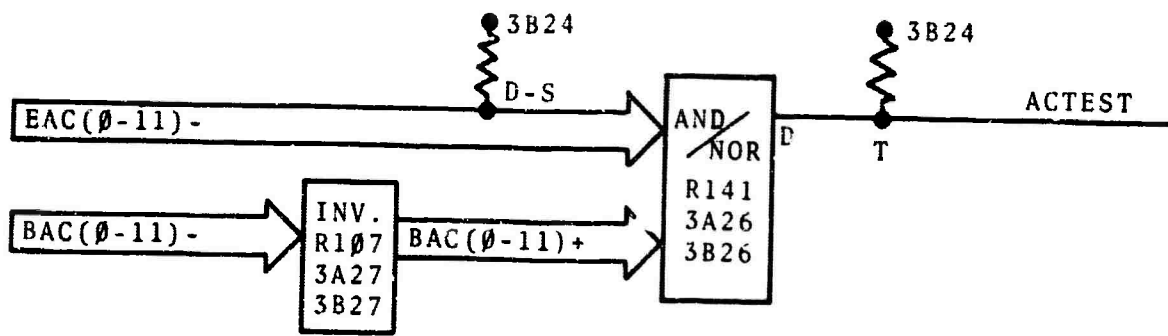 3B24
3B24
D-S
EAC(Ø-11)-
AND/NOR
D
T
ACTEST
R141
3A26
3B26
BAC(Ø-11)-
INV.
R1Ø7
3A27
3B27
BAC(Ø-11)+